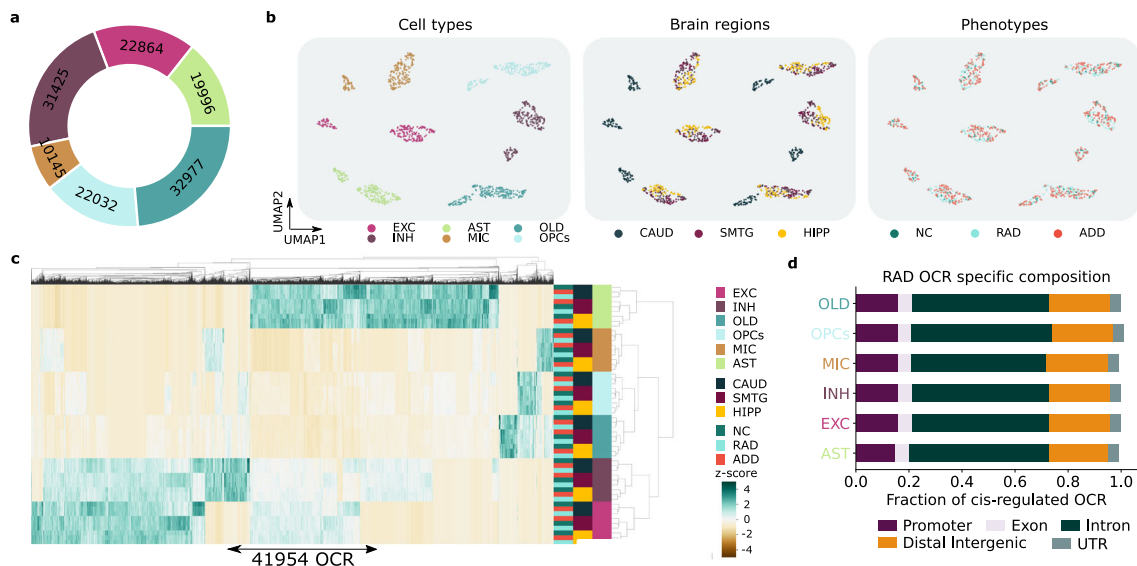 a
22864
19996
32977
22032
10145
31425
b
Cell types
Brain regions
Phenotypes
UMAP2
UMAP1
EXC
AST
OLD
INH
MIC
OPCs
CAUD
SMTG
HIPP
NC
RAD
ADD
c
41954 OCR
EXC
INH
OLD
OPCs
MIC
AST
CAUD
SMTG
HIPP
NC
RAD
ADD
z-score
4
2
0
-2
-4
d
RAD OCR specific composition
OLD
OPCs
MIC
INH
EXC
AST
0.0 0.2 0.4 0.6 0.8 1.0
Fraction of cis-regulated OCR
Promoter
Exon
Intron
Distal Intergenic
UTR